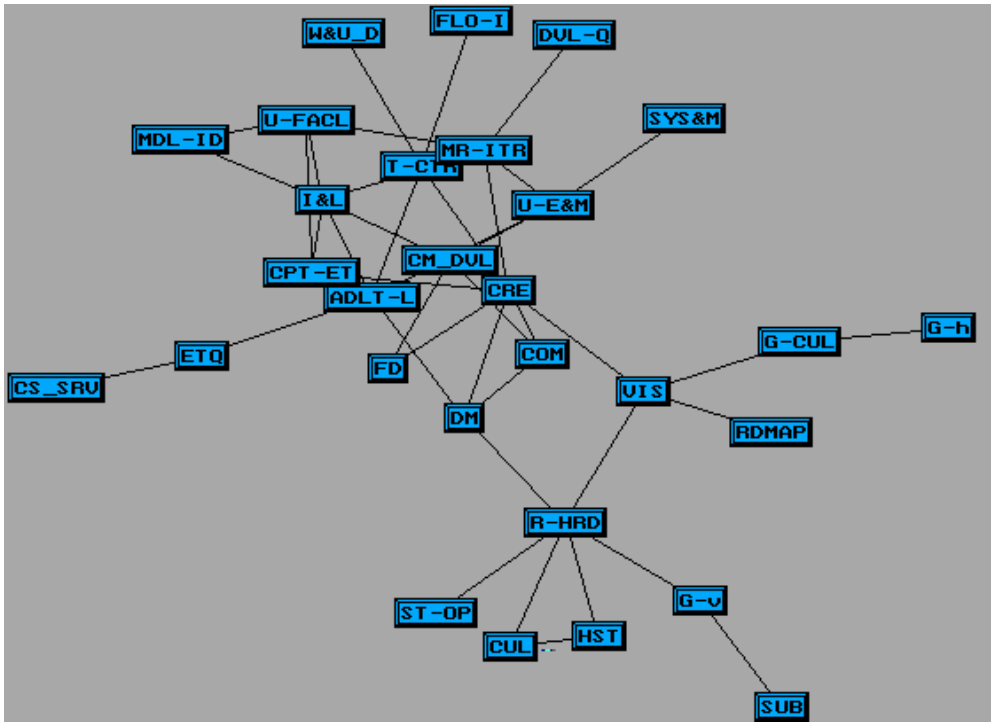 FLO-I
W&U_D
DVL-Q
U-FACL
SYS&M
MDL-ID
MR-ITR
T-CTR
I&L
U-E&M
CM_DVL
CPT-ET
CRE
ADLT-L
G-h
G-CUL
ETQ
COM
FD
CS_SRV
VIS
DM
RDMAP
R-HRD
G-v
ST-OP
HST
CUL
SUB